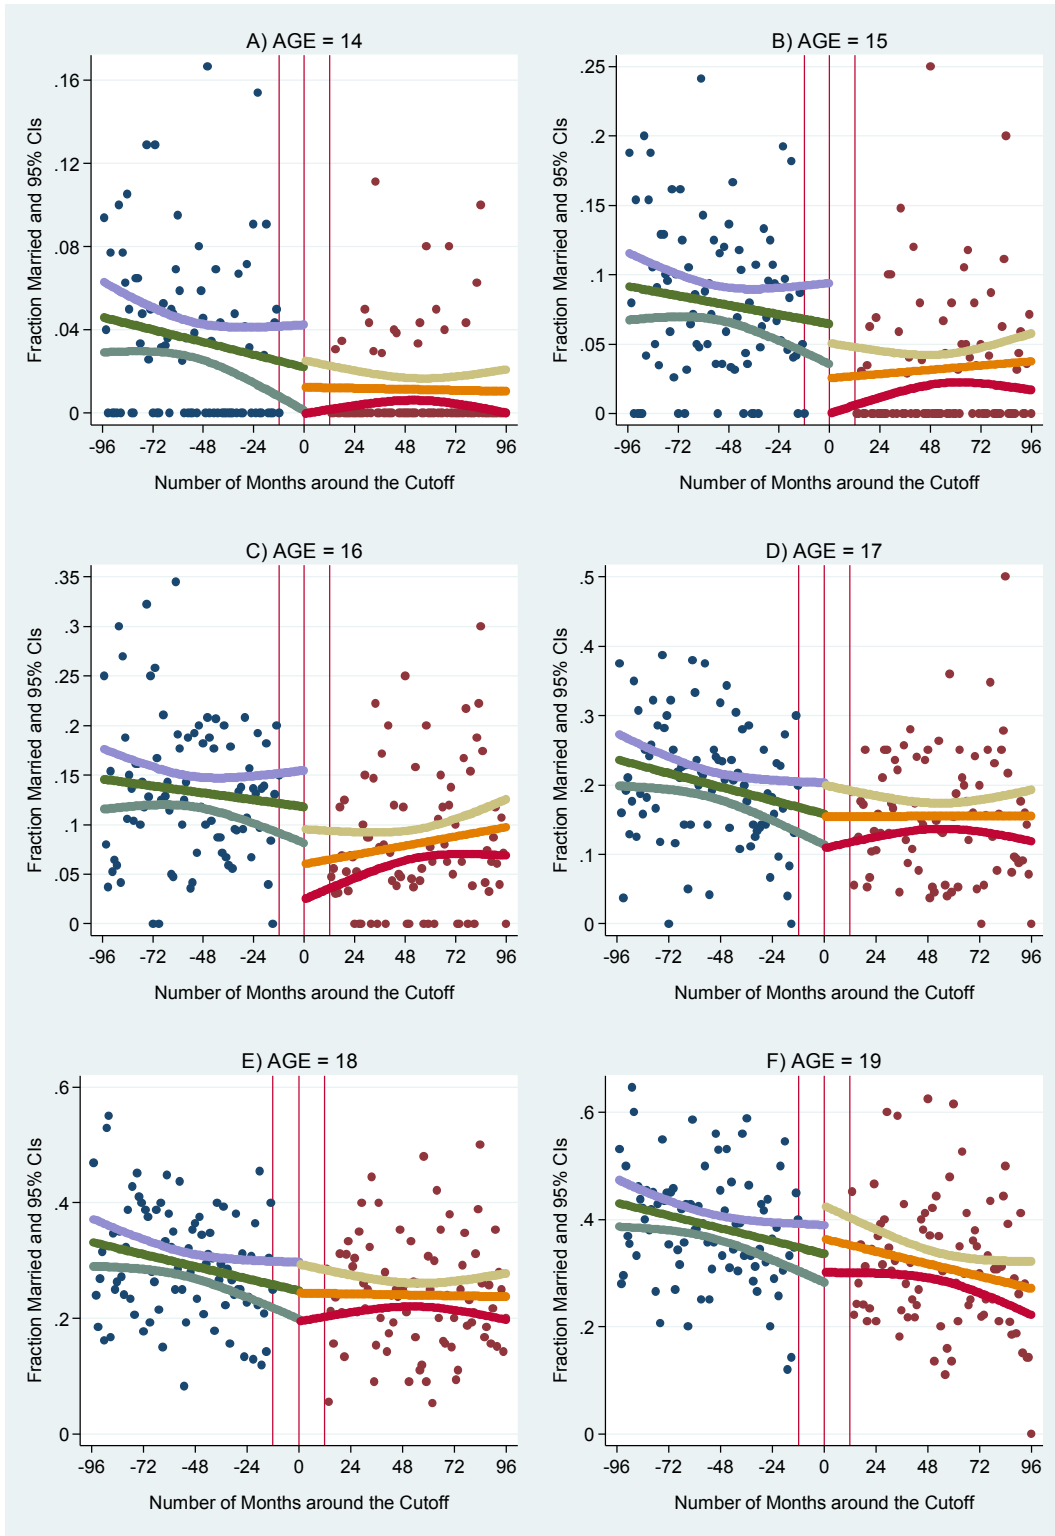 A) AGE = 14
Fraction Married and 95% CIs
.16
.12
.08
.04
0
-96 -72 -48 -24 0 24 48 72 96
Number of Months around the Cutoff
B) AGE = 15
Fraction Married and 95% CIs
.25
.2
.15
.1
.05
0
-96 -72 -48 -24 0 24 48 72 96
Number of Months around the Cutoff
C) AGE = 16
Fraction Married and 95% CIs
.35
.3
.25
.2
.15
.1
.05
0
-96 -72 -48 -24 0 24 48 72 96
Number of Months around the Cutoff
D) AGE = 17
Fraction Married and 95% CIs
.5
.4
.3
.2
.1
0
-96 -72 -48 -24 0 24 48 72 96
Number of Months around the Cutoff
E) AGE = 18
Fraction Married and 95% CIs
.6
.4
.2
0
-96 -72 -48 -24 0 24 48 72 96
Number of Months around the Cutoff
F) AGE = 19
Fraction Married and 95% CIs
.6
.4
.2
0
-96 -72 -48 -24 0 24 48 72 96
Number of Months around the Cutoff